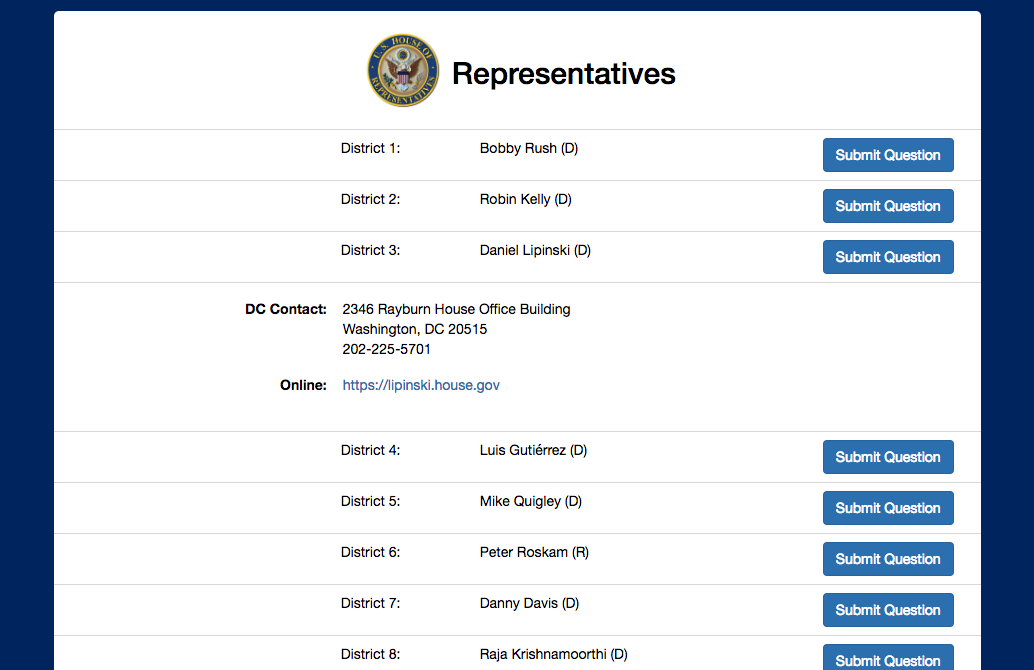 U.S. HOUSE OF
REPRESENTATIVES
Representatives
District 1: Bobby Rush (D) Submit Question
District 2: Robin Kelly (D) Submit Question
District 3: Daniel Lipinski (D) Submit Question
DC Contact: 2346 Rayburn House Office Building
Washington, DC 20515
202-225-5701
Online: https://lipinski.house.gov
District 4: Luis Gutiérrez (D) Submit Question
District 5: Mike Quigley (D) Submit Question
District 6: Peter Roskam (R) Submit Question
District 7: Danny Davis (D) Submit Question
District 8: Raja Krishnamoorthi (D) Submit Question